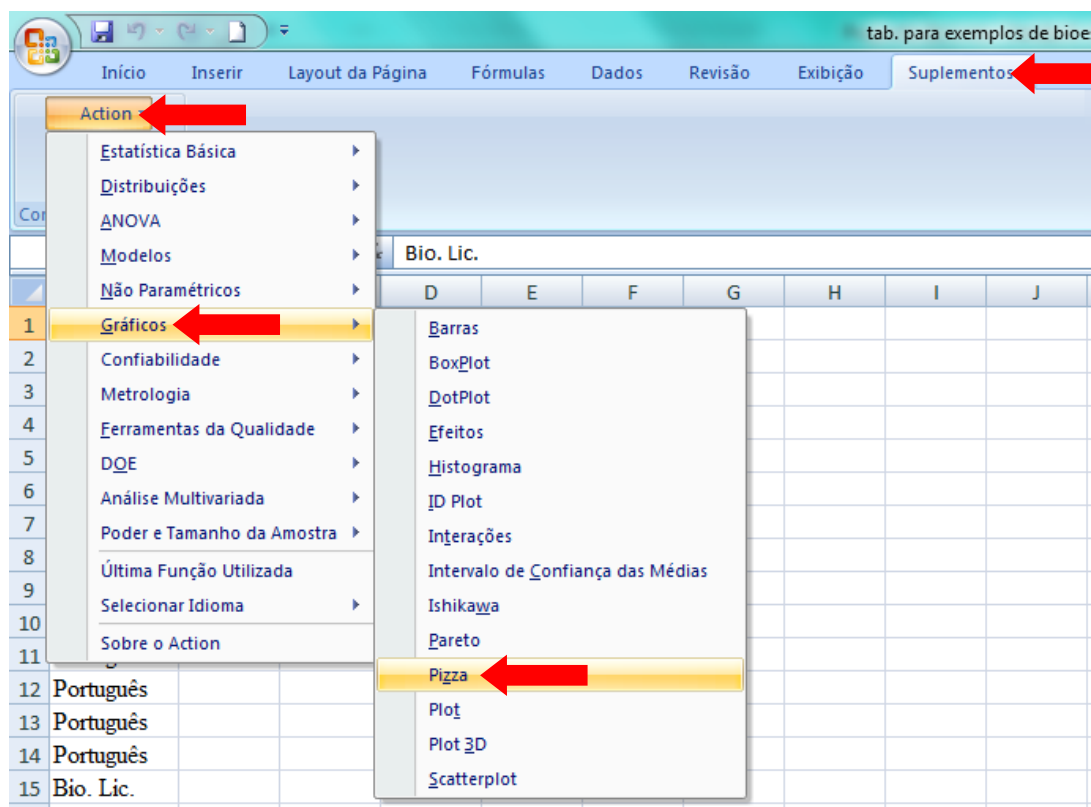 tab. para exemplos de bioe
Início Inserir Layout da Página Fórmulas Dados Revisão Exibição Suplementos
Action
Estatística Básica
Distribuições
ANOVA
Modelos
Não Paramétricos
Gráficos
Confiabilidade
Metrologia
Ferramentas da Qualidade
DOE
Análise Multivariada
Poder e Tamanho da Amostra
Última Função Utilizada
Selecionar Idioma
Sobre o Action
Cor
Bio. Lic.
D E F G H I J
Barras
BoxPlot
DotPlot
Efeitos
Histograma
ID Plot
Interações
Intervalo de Confiança das Médias
Ishikawa
Pareto
Pizza
Plot
Plot 3D
Scatterplot
1
2
3
4
5
6
7
8
9
10
11
12 Português
13 Português
14 Português
15 Bio. Lic.